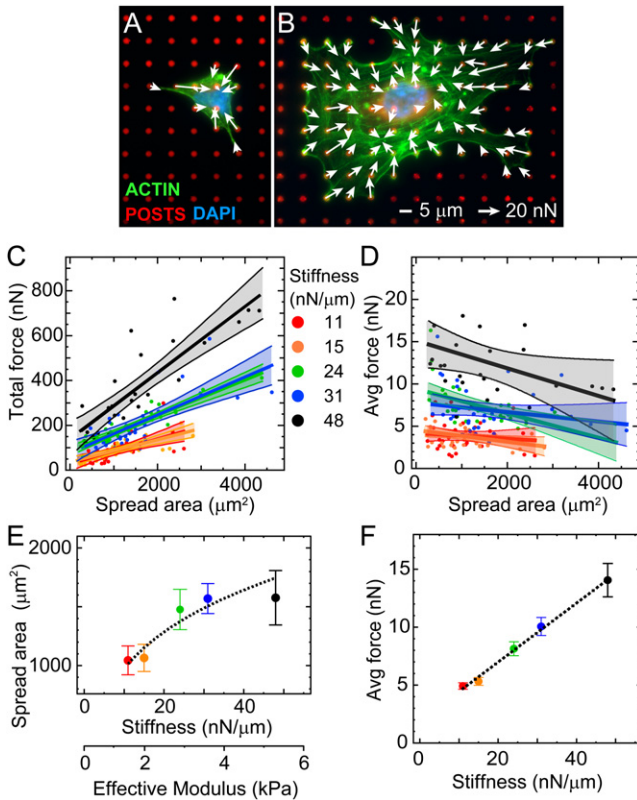 A
B
ACTIN
POSTS DAPI
5 μm
20 nN
C
Total force (nN)
800
600
400
200
0
0
2000
4000
Spread area (μm²)
Stiffness
(nN/μm)
11
15
24
31
48
D
Avg force (nN)
20
15
10
5
0
0
1000
2000
3000
4000
Spread area (μm²)
E
Spread area (μm²)
2000
1000
0
20
40
Stiffness (nN/μm)
0
2
4
6
Effective Modulus (kPa)
F
Avg force (nN)
15
10
5
0
0
20
40
Stiffness (nN/μm)